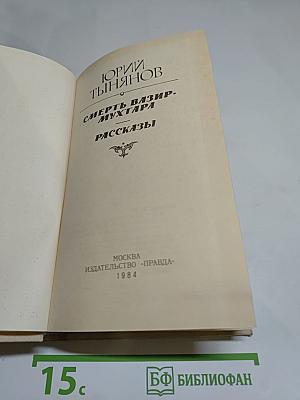 ЮРИЙ
ТЫНЯНОВ
СМЕРТЬ ВАЗИР-
МУХТАРА
РАССКАЗЫ
МОСКВА
ИЗДАТЕЛЬСТВО «ПРАВДА»
1984
15с
БФ БИБЛИОФАН